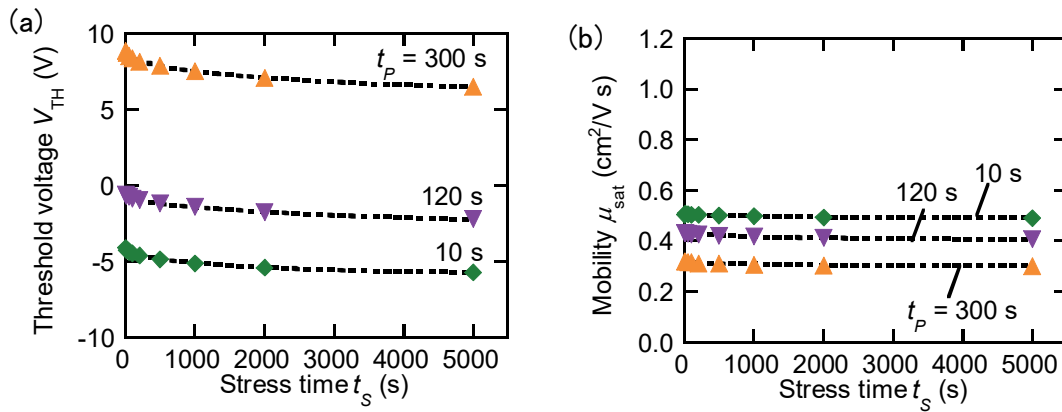 (a)
Threshold voltage V_TH (V)
10
5
0
-5
-10
t_P = 300 s
120 s
10 s
0 1000 2000 3000 4000 5000
Stress time t_S (s)
(b)
Mobility μ_sat (cm²/V s)
1.2
1.0
0.8
0.6
0.4
0.2
0.0
10 s
120 s
t_P = 300 s
0 1000 2000 3000 4000 5000
Stress time t_S (s)